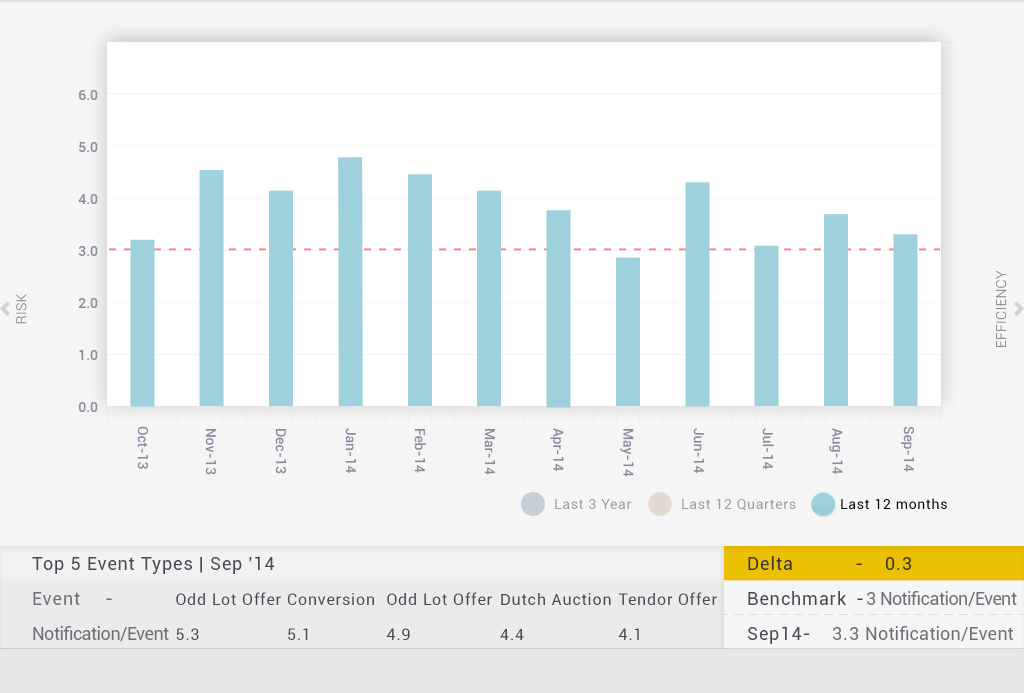 6.0
5.0
4.0
3.0
2.0
1.0
0.0
RISK
EFFICIENCY
Oct-13 Nov-13 Dec-13 Jan-14 Feb-14 Mar-14 Apr-14 May-14 Jun-14 Jul-14 Aug-14 Sep-14
Last 3 Year Last 12 Quarters Last 12 months
Top 5 Event Types | Sep '14
Event - Odd Lot Offer Conversion Odd Lot Offer Dutch Auction Tendor Offer
Notification/Event 5.3 5.1 4.9 4.4 4.1
Delta - 0.3
Benchmark - 3 Notification/Event
Sep14- 3.3 Notification/Event